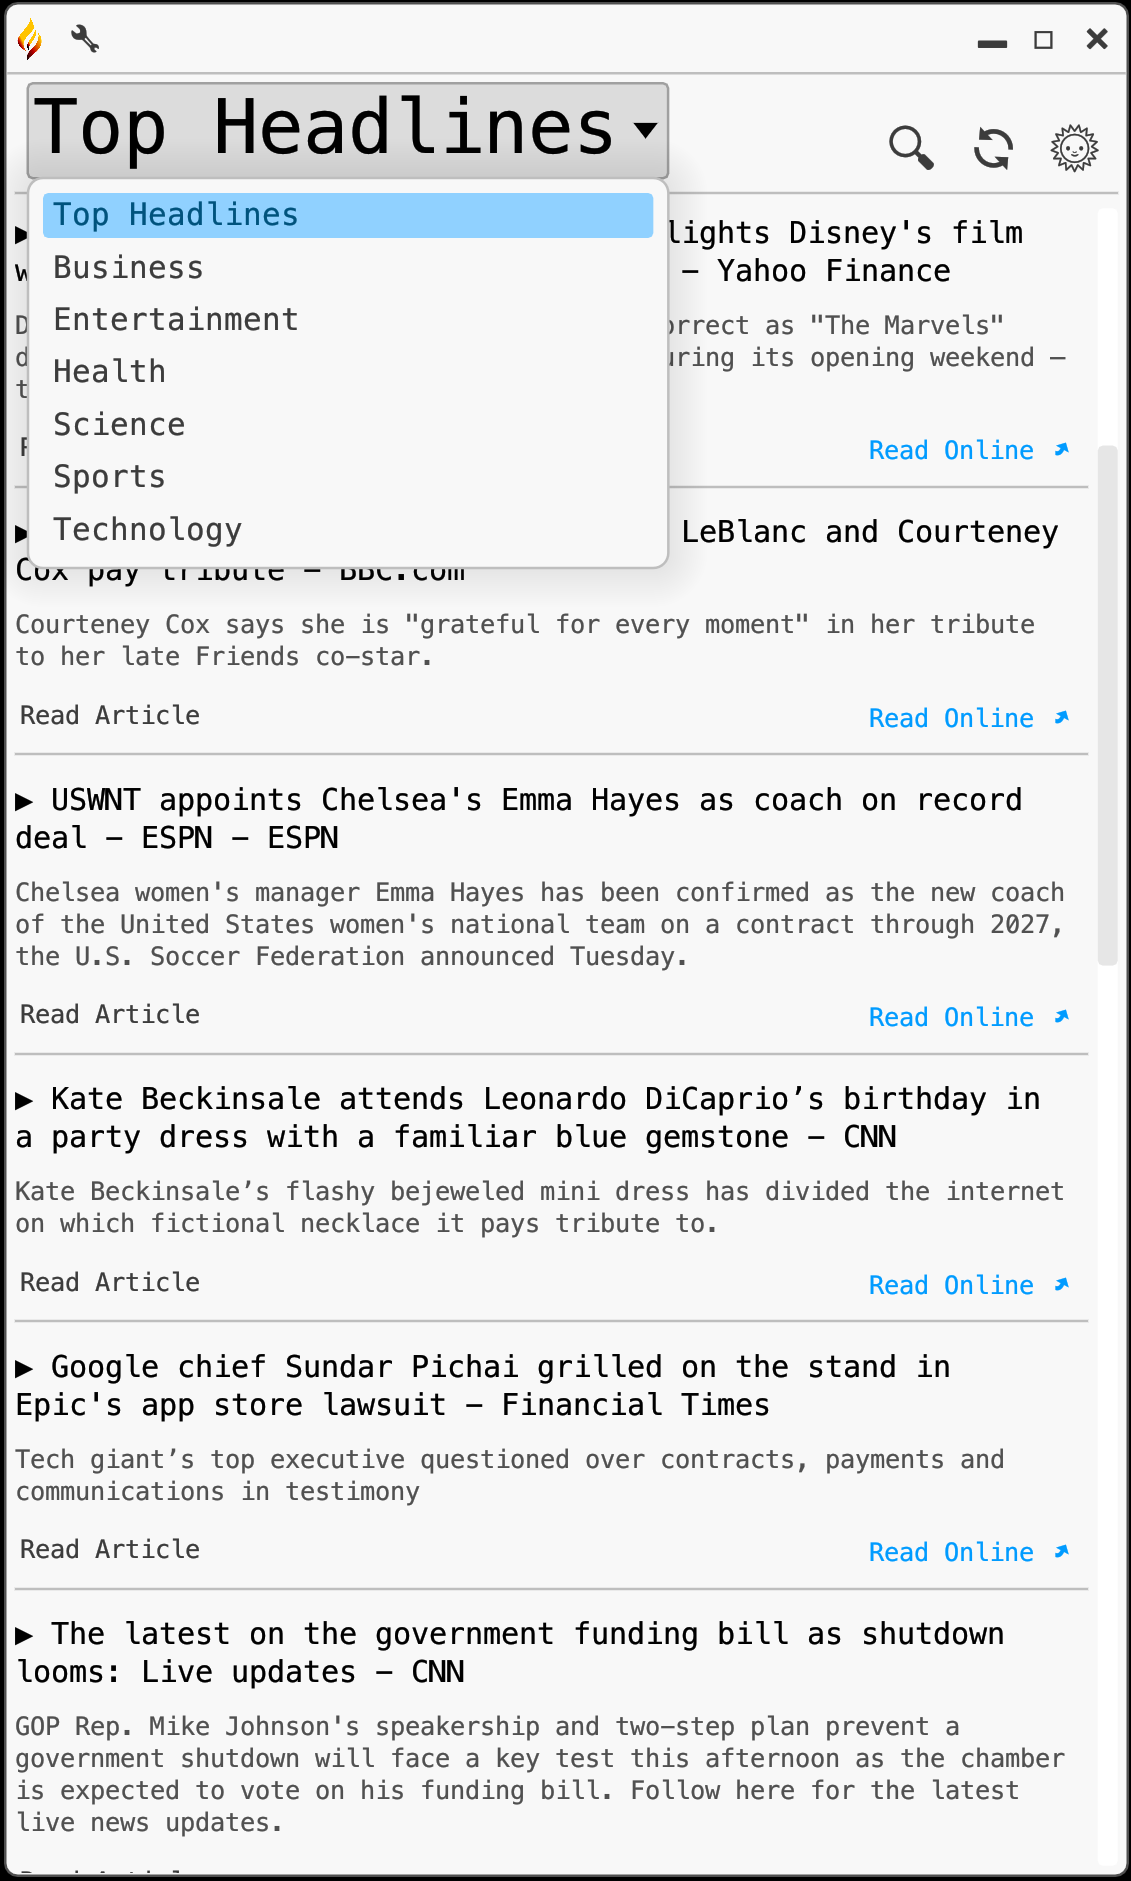 Top Headlines
Top Headlines
Business
Entertainment
Health
Science
Sports
Technology
Disney's film
– Yahoo Finance
as "The Marvels"
its opening weekend –
Read Online
LeBlanc and Courteney
Cox pay tribute – BBC.com
Courteney Cox says she is "grateful for every moment" in her tribute
to her late Friends co–star.
Read Article
Read Online
▶ USWNT appoints Chelsea's Emma Hayes as coach on record
deal – ESPN – ESPN
Chelsea women's manager Emma Hayes has been confirmed as the new coach
of the United States women's national team on a contract through 2027,
the U.S. Soccer Federation announced Tuesday.
Read Article
Read Online
▶ Kate Beckinsale attends Leonardo DiCaprio’s birthday in
a party dress with a familiar blue gemstone – CNN
Kate Beckinsale’s flashy bejeweled mini dress has divided the internet
on which fictional necklace it pays tribute to.
Read Article
Read Online
▶ Google chief Sundar Pichai grilled on the stand in
Epic's app store lawsuit – Financial Times
Tech giant’s top executive questioned over contracts, payments and
communications in testimony
Read Article
Read Online
▶ The latest on the government funding bill as shutdown
looms: Live updates – CNN
GOP Rep. Mike Johnson's speakership and two–step plan prevent a
government shutdown will face a key test this afternoon as the chamber
is expected to vote on his funding bill. Follow here for the latest
live news updates.